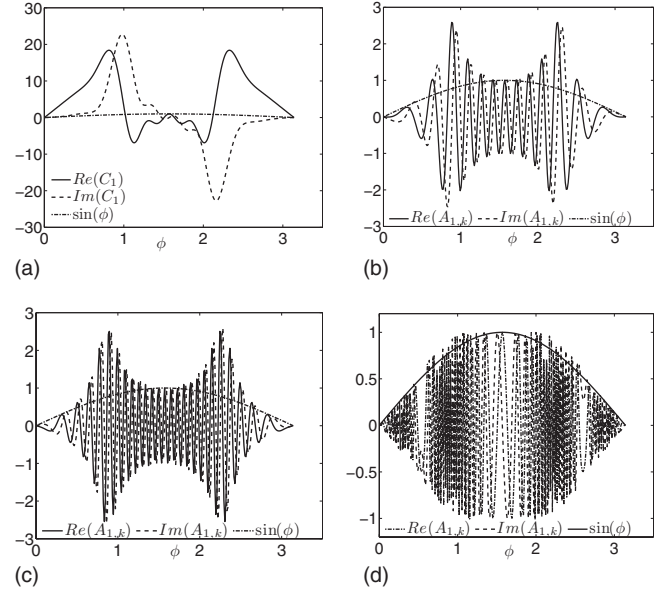 30
20
10
0
−10
−20
−30
0 1 2 3
ϕ
Re(C₁)
Im(C₁)
sin(ϕ)
(a)
3
2
1
0
−1
−2
−3
0 1 2 3
ϕ
Re(A₁,ₖ) Im(A₁,ₖ) sin(ϕ)
(b)
3
2
1
0
−1
−2
−3
0 1 2 3
ϕ
Re(A₁,ₖ) Im(A₁,ₖ) sin(ϕ)
(c)
1
0.5
0
−0.5
−1
0 1 2 3
ϕ
Re(A₁,ₖ) Im(A₁,ₖ) sin(ϕ)
(d)